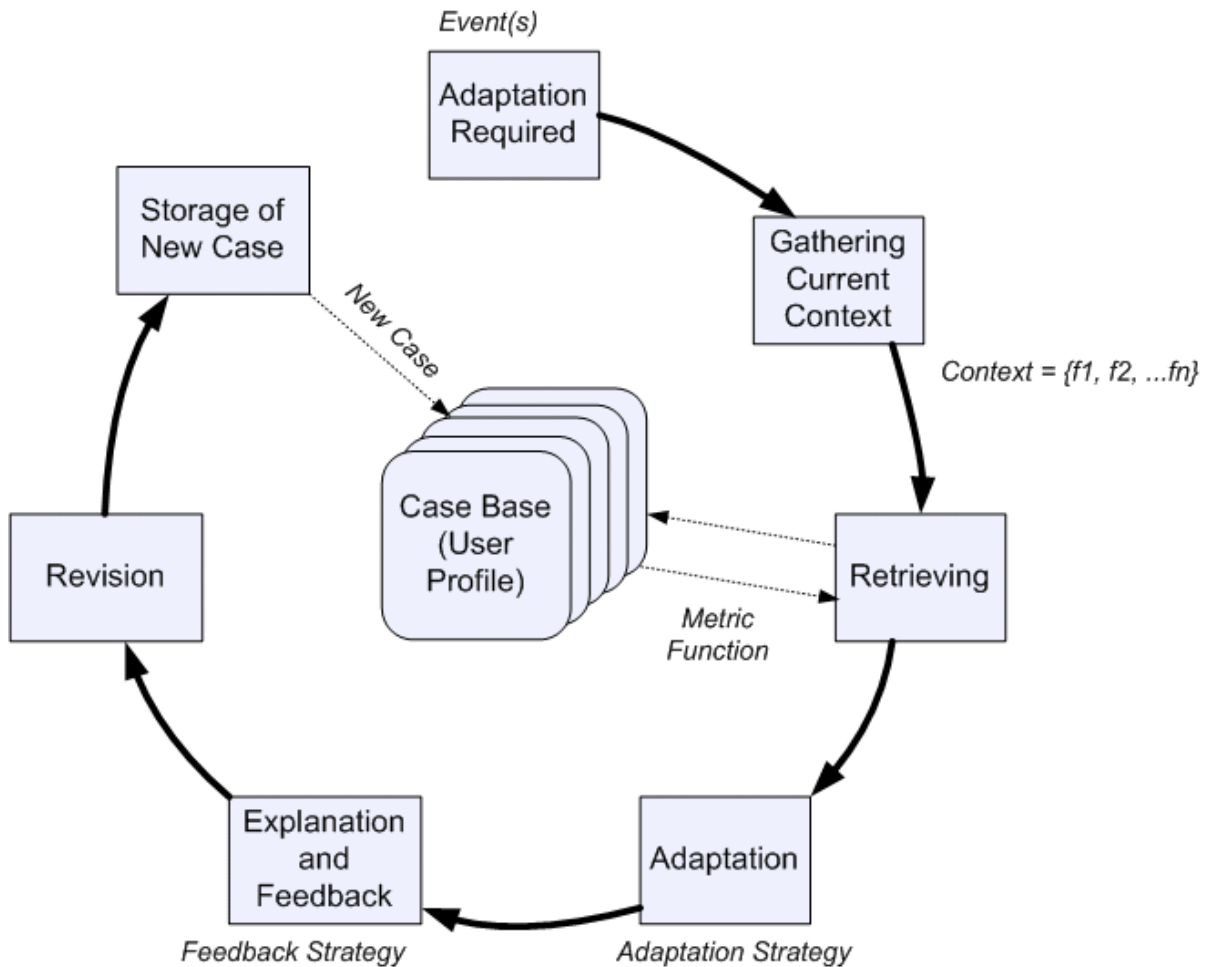 Event(s)
Adaptation
Required
Storage of
New Case
Gathering
Current
Context
New Case
Context = {f1, f2, ...fn}
Case Base
(User
Profile)
Revision
Retrieving
Metric
Function
Explanation
and
Feedback
Adaptation
Feedback Strategy
Adaptation Strategy